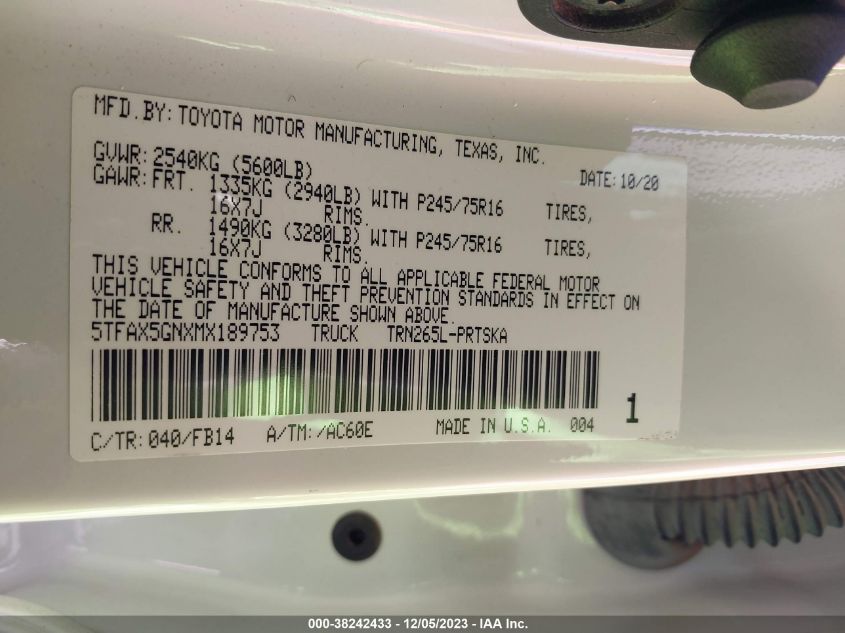 MFD.BY: TOYOTA MOTOR MANUFACTURING, TEXAS, INC.
GVWR: 2540KG (5600LB) DATE: 10/20
GAWR: FRT. 1335KG (2940LB) WITH P245/75R16 TIRES,
16X7J RIMS.
RR. 1490KG (3280LB) WITH P245/75R16 TIRES,
16X7J RIMS.
THIS VEHICLE CONFORMS TO ALL APPLICABLE FEDERAL MOTOR
VEHICLE SAFETY AND THEFT PREVENTION STANDARDS IN EFFECT ON
THE DATE OF MANUFACTURE SHOWN ABOVE.
5TFAX5GNXMX189753 TRUCK TRN265L-PRTSKA
1
C/TR: 040/FB14 A/TM: /AC60E MADE IN U.S.A. 004
000-38242433 - 12/05/2023 - IAA Inc.